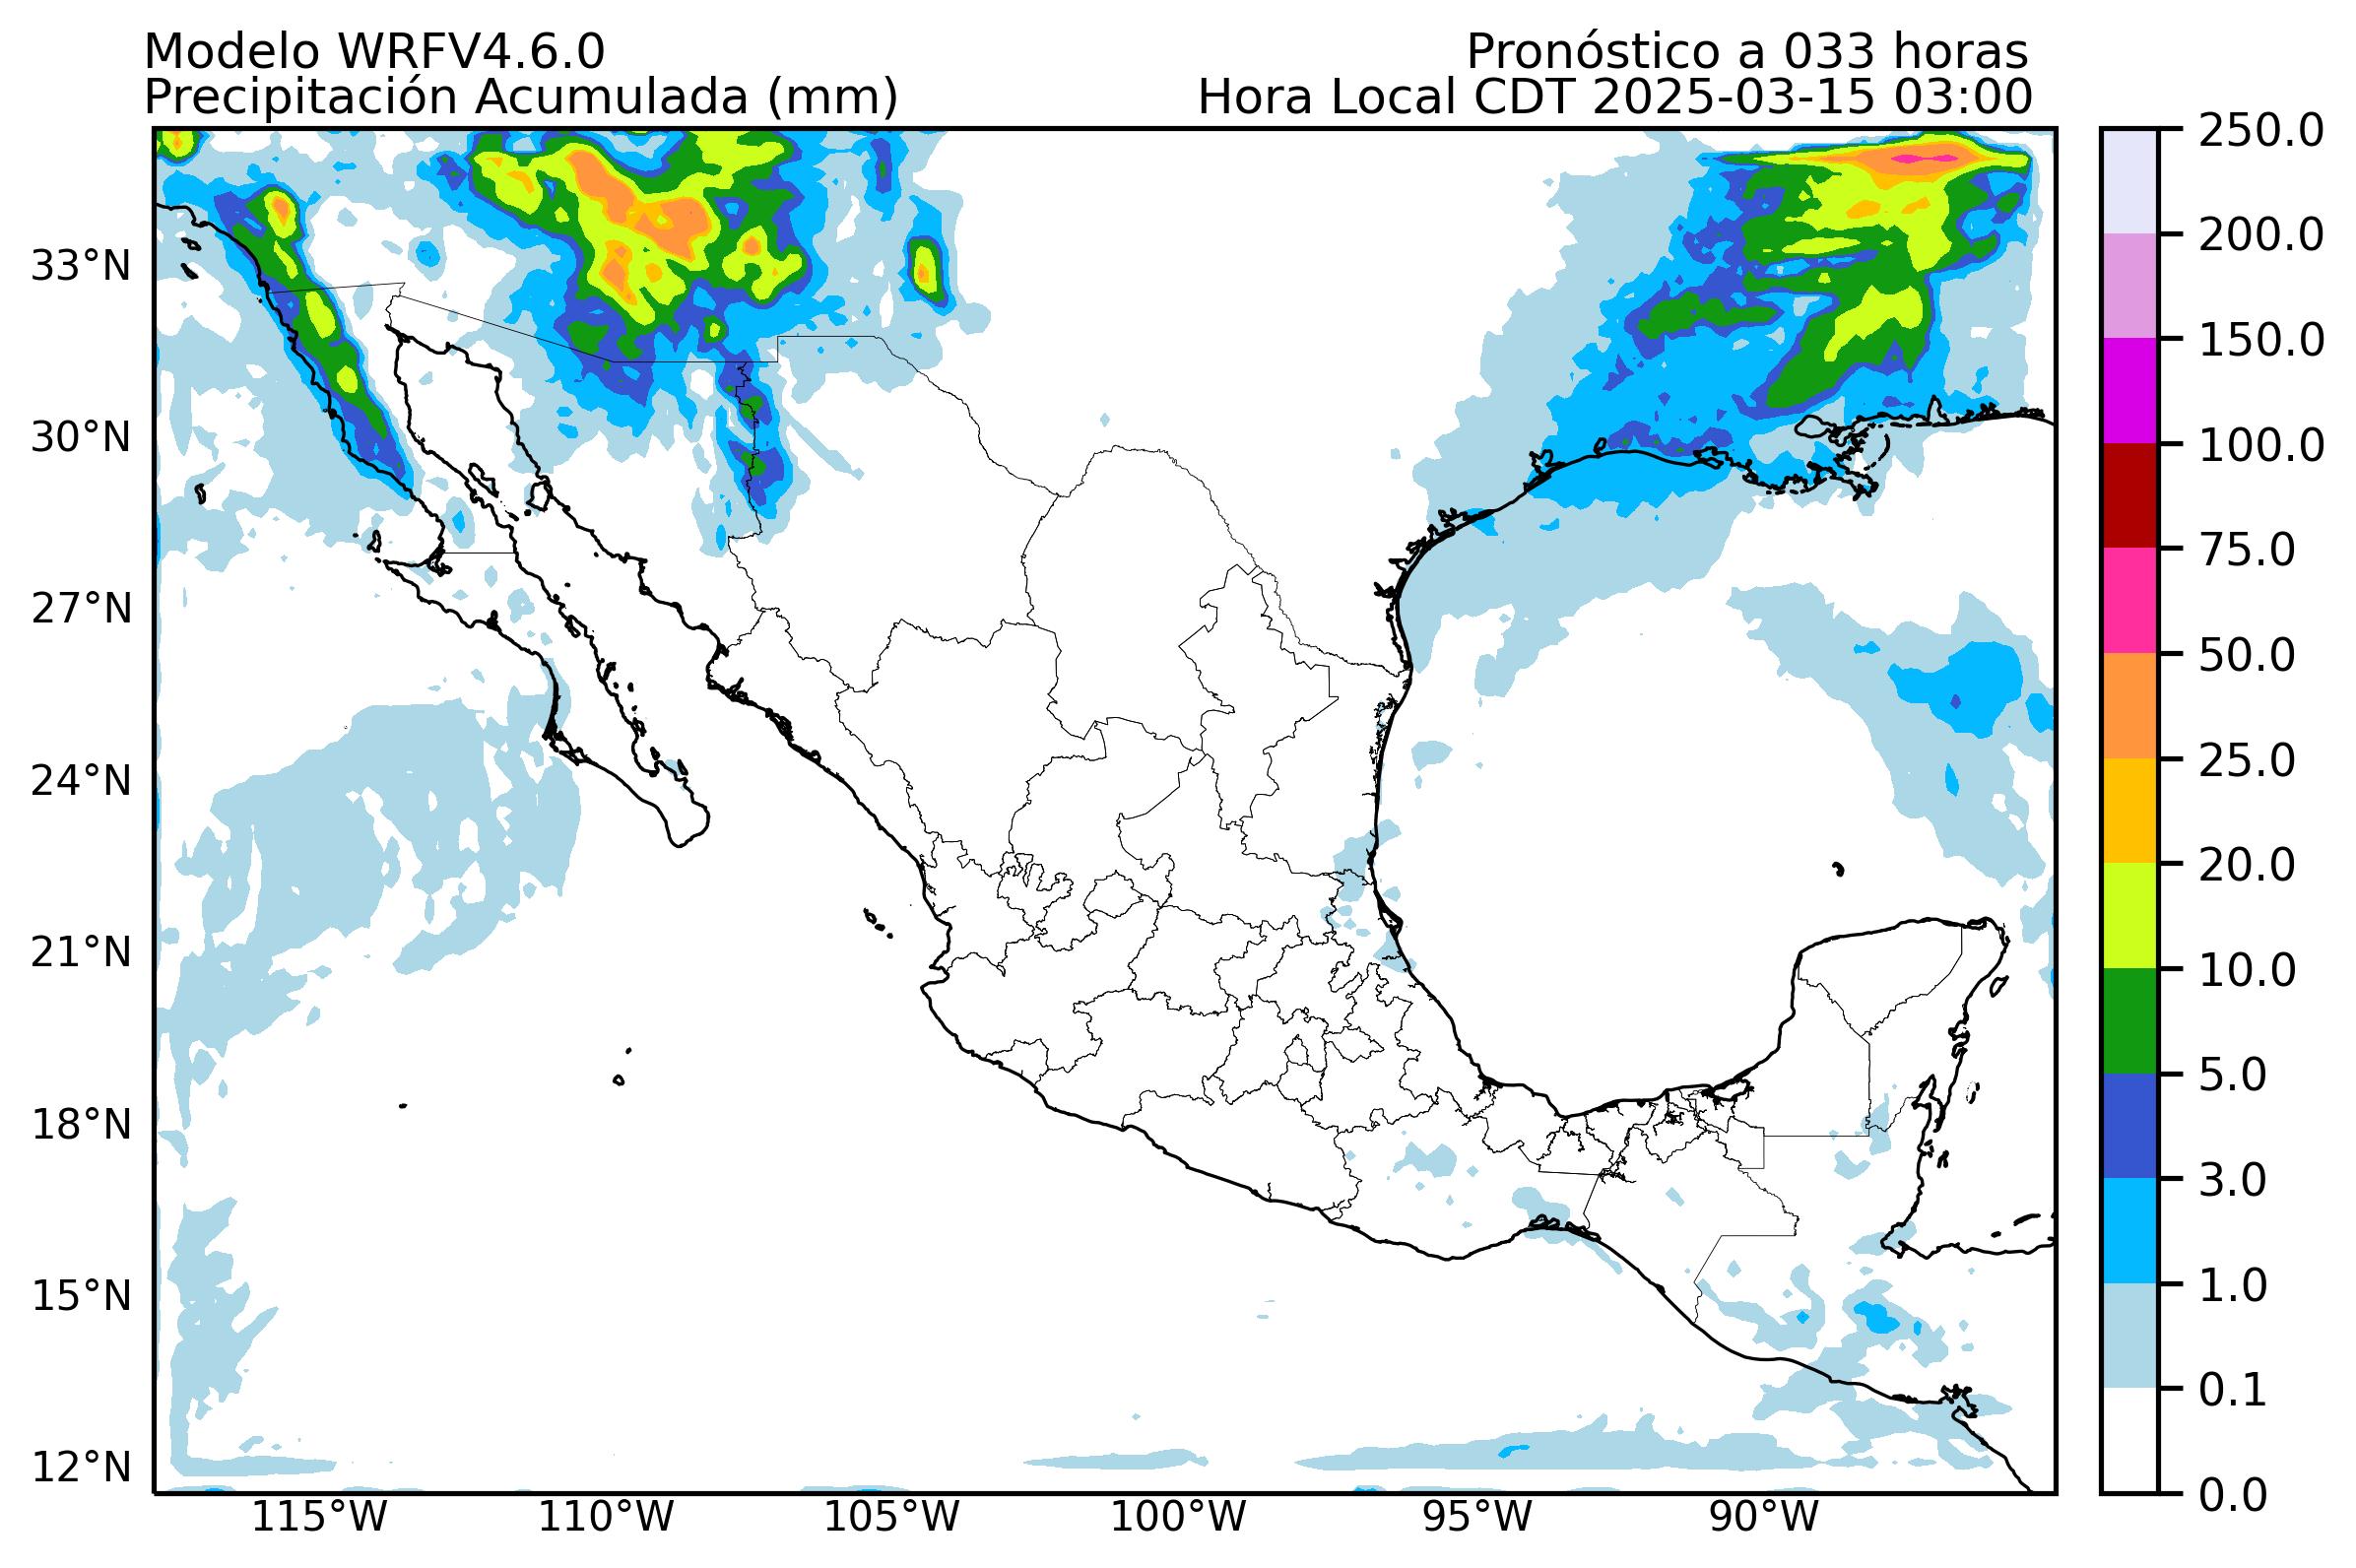 Modelo WRFV4.6.0
Pronóstico a 033 horas
Precipitación Acumulada (mm)
Hora Local CDT 2025-03-15 03:00
33°N
30°N
27°N
24°N
21°N
18°N
15°N
12°N
115°W
110°W
105°W
100°W
95°W
90°W
250.0
200.0
150.0
100.0
75.0
50.0
25.0
20.0
10.0
5.0
3.0
1.0
0.1
0.0